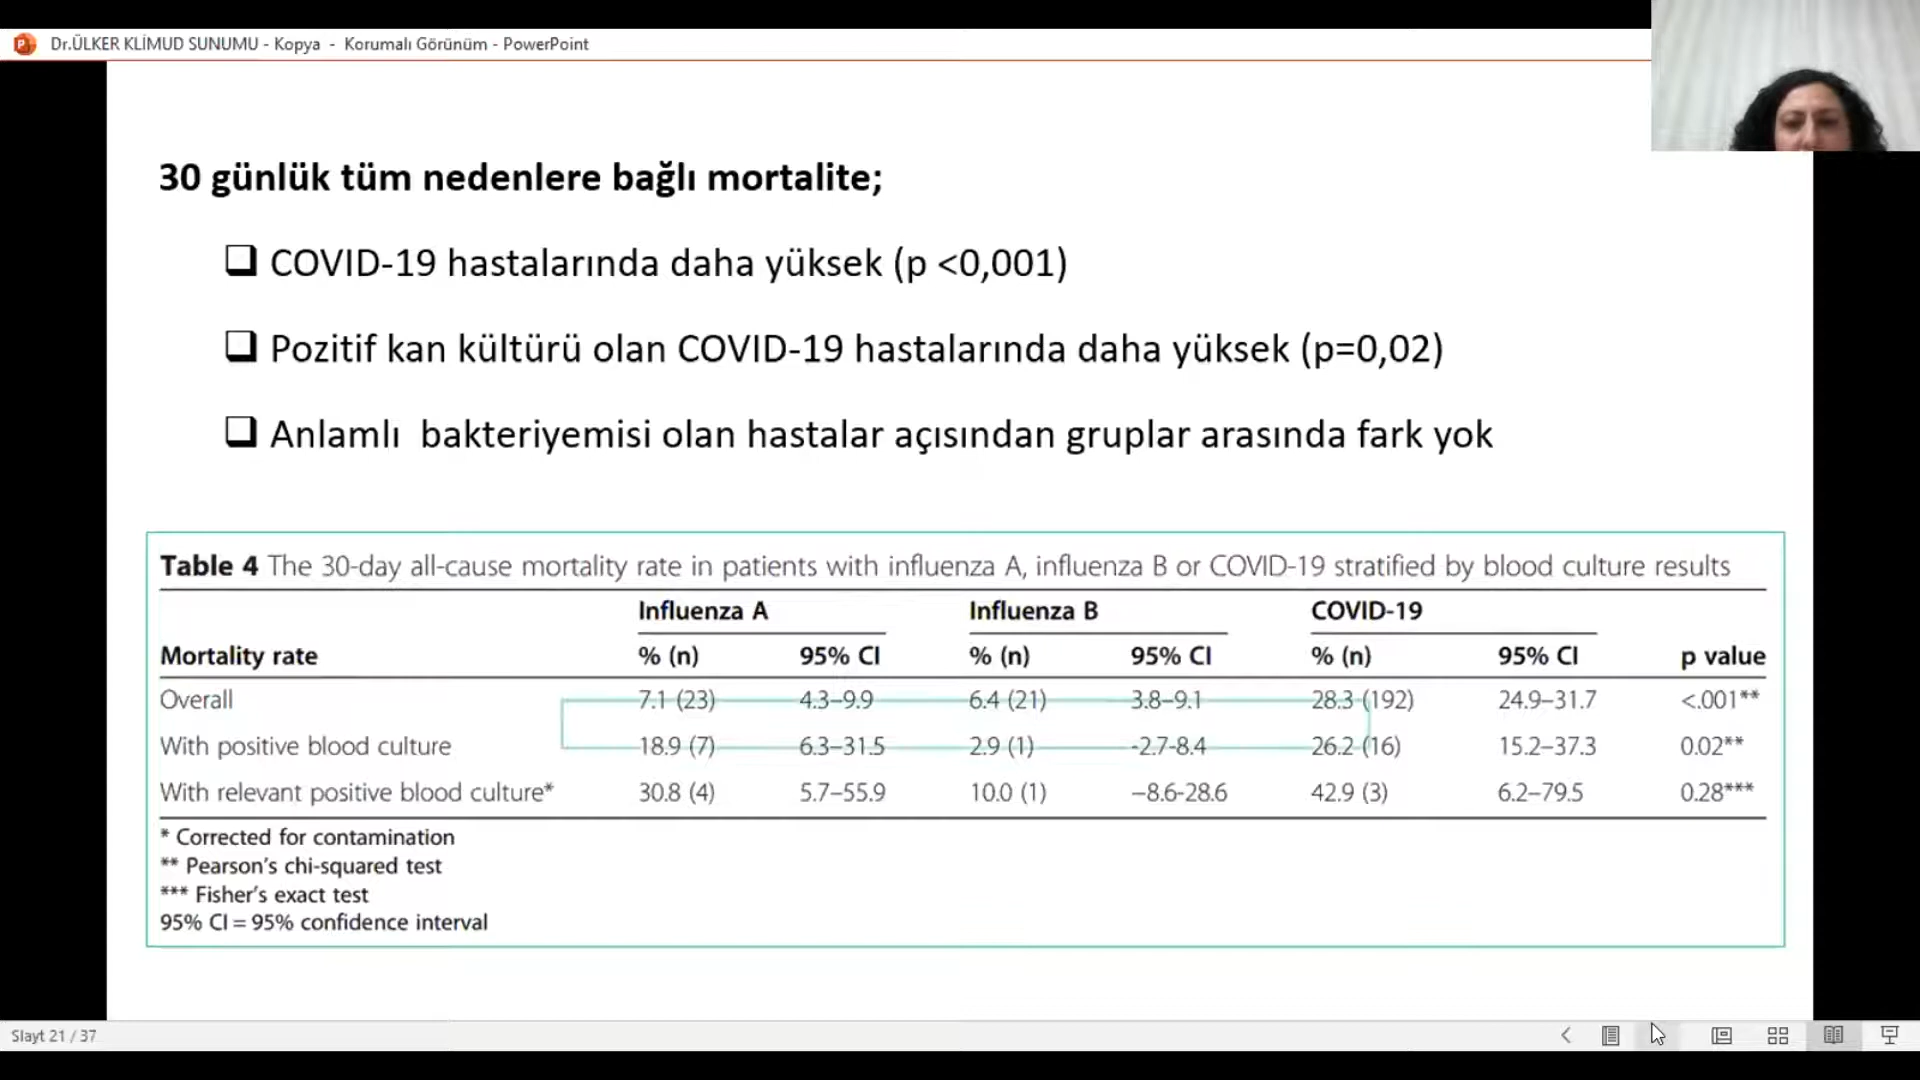 Dr.ÜLKER KLİMUD SUNUMU - Kopya - Korumalı Görünüm - PowerPoint
30 günlük tüm nedenlere bağlı mortalite;
❑ COVID-19 hastalarında daha yüksek (p <0,001)
❑ Pozitif kan kültürü olan COVID-19 hastalarında daha yüksek (p=0,02)
❑ Anlamlı bakteriyemisi olan hastalar açısından gruplar arasında fark yok
Table 4 The 30-day all-cause mortality rate in patients with influenza A, influenza B or COVID-19 stratified by blood culture results
Influenza A Influenza B COVID-19
Mortality rate % (n) 95% CI % (n) 95% CI % (n) 95% CI p value
Overall 7.1 (23) 4.3–9.9 6.4 (21) 3.8–9.1 28.3 (192) 24.9–31.7 <.001**
With positive blood culture 18.9 (7) 6.3–31.5 2.9 (1) -2.7-8.4 26.2 (16) 15.2–37.3 0.02**
With relevant positive blood culture* 30.8 (4) 5.7–55.9 10.0 (1) −8.6-28.6 42.9 (3) 6.2–79.5 0.28***
* Corrected for contamination
** Pearson's chi-squared test
*** Fisher's exact test
95% CI = 95% confidence interval
Slayt 21 / 37